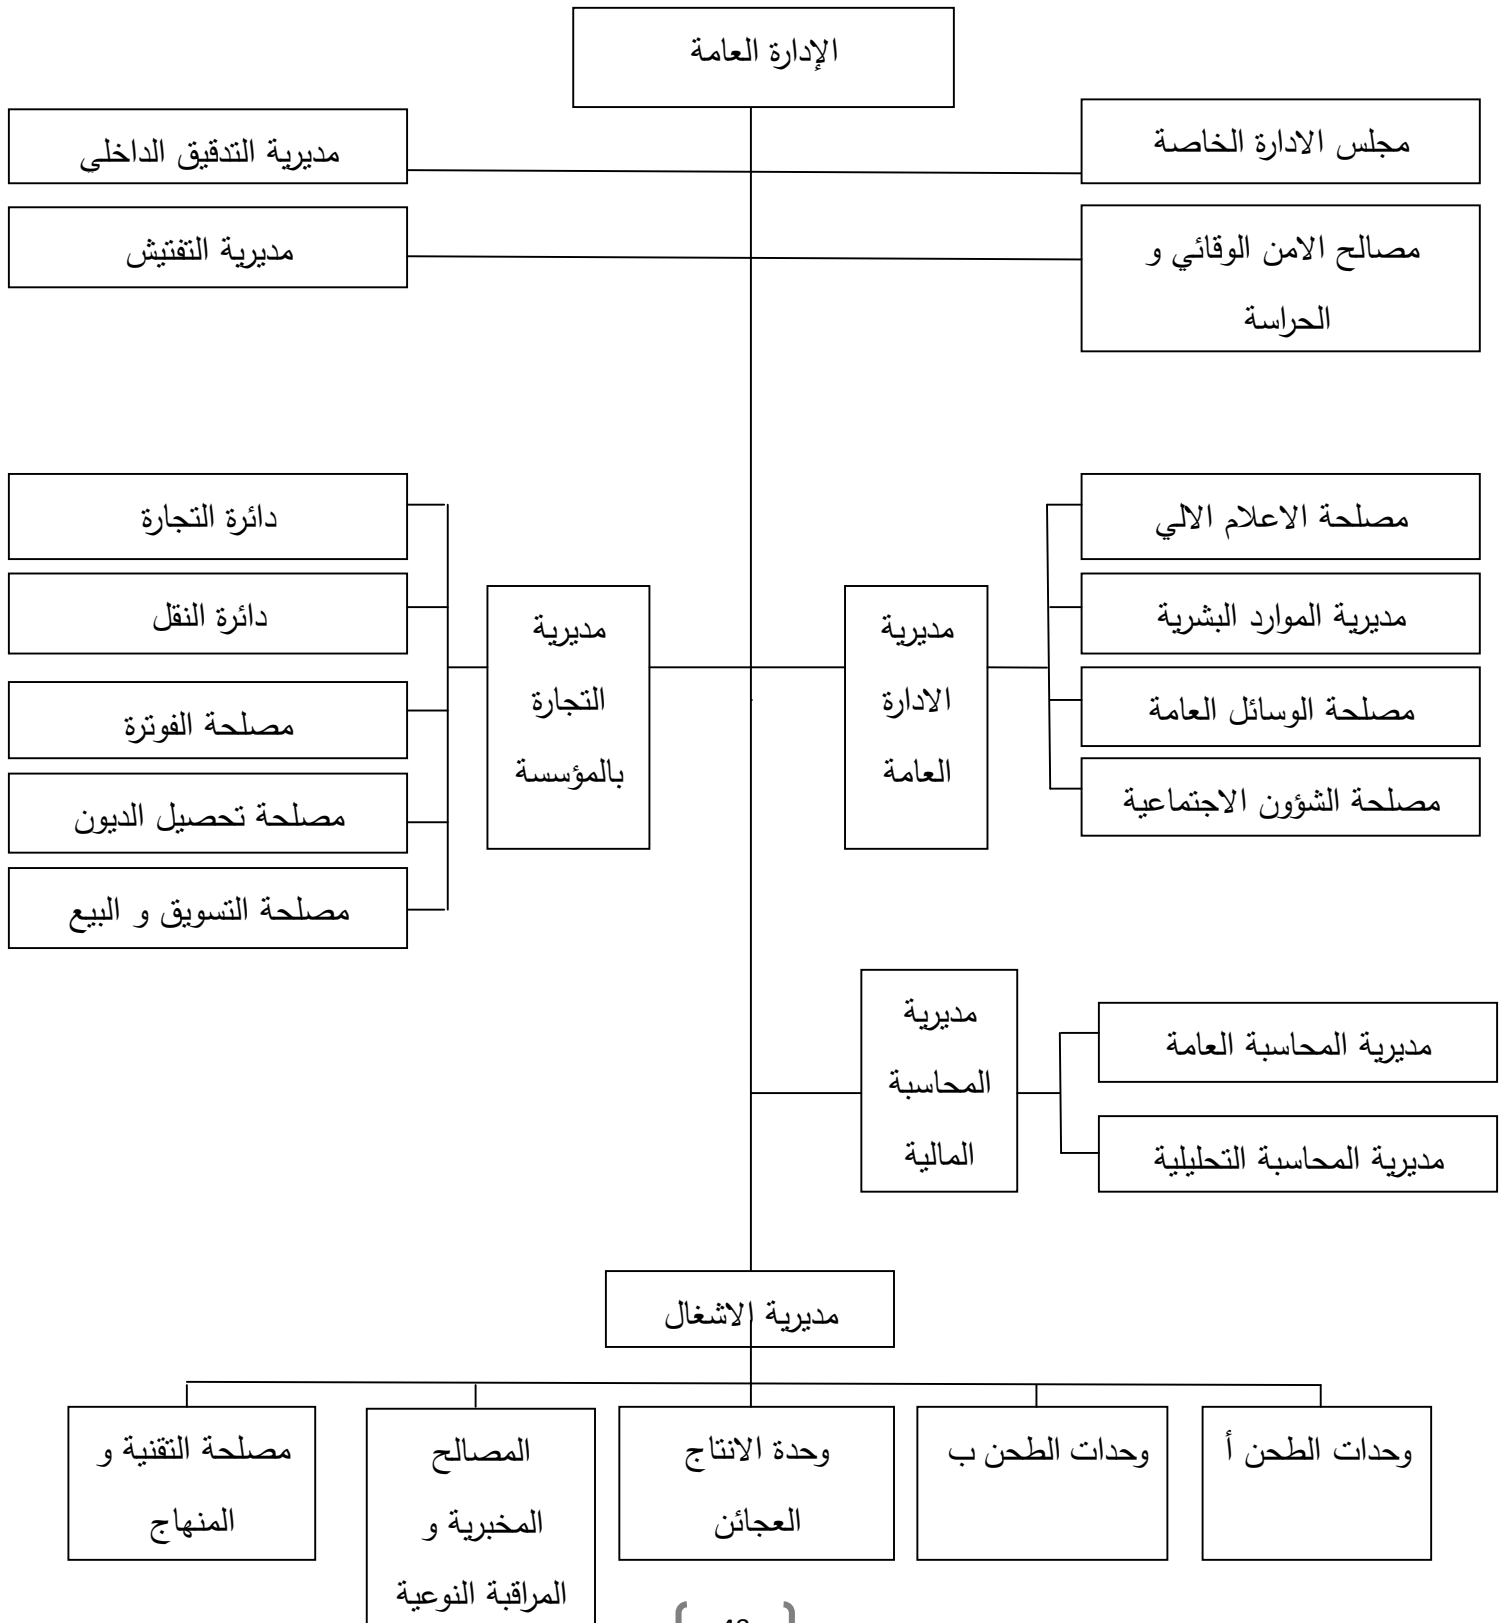 الإدارة العامة
مجلس الادارة الخاصة
مديرية التدقيق الداخلي
مصالح الامن الوقائي و
الحراسة
مديرية التفتيش
مصلحة الاعلام الالي
مديرية الموارد البشرية
مصلحة الوسائل العامة
مصلحة الشؤون الاجتماعية
مديرية
الادارة
العامة
مديرية
التجارة
بالمؤسسة
دائرة التجارة
دائرة النقل
مصلحة الفوترة
مصلحة تحصيل الديون
مصلحة التسويق و البيع
مديرية
المحاسبة
المالية
مديرية المحاسبة العامة
مديرية المحاسبة التحليلية
مديرية الاشغال
وحدات الطحن أ
وحدات الطحن ب
وحدة الانتاج
العجائن
المصالح
المخبرية و
المراقبة النوعية
مصلحة التقنية و
المنهاج